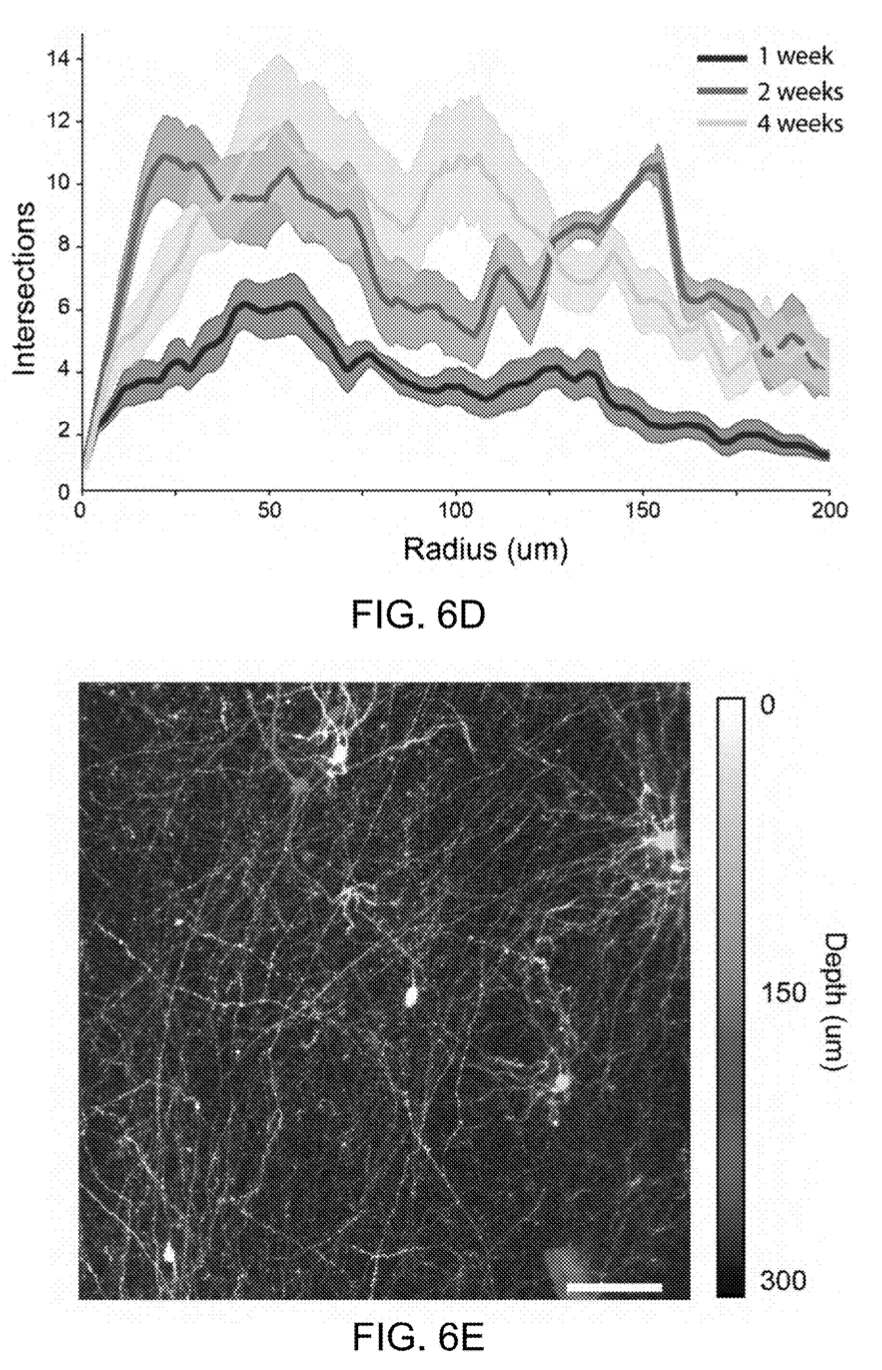 14
12
10
8
6
4
2
0
Intersections
1 week
2 weeks
4 weeks
0 50 100 150 200
Radius (um)
FIG. 6D
0
150
300
Depth (um)
FIG. 6E